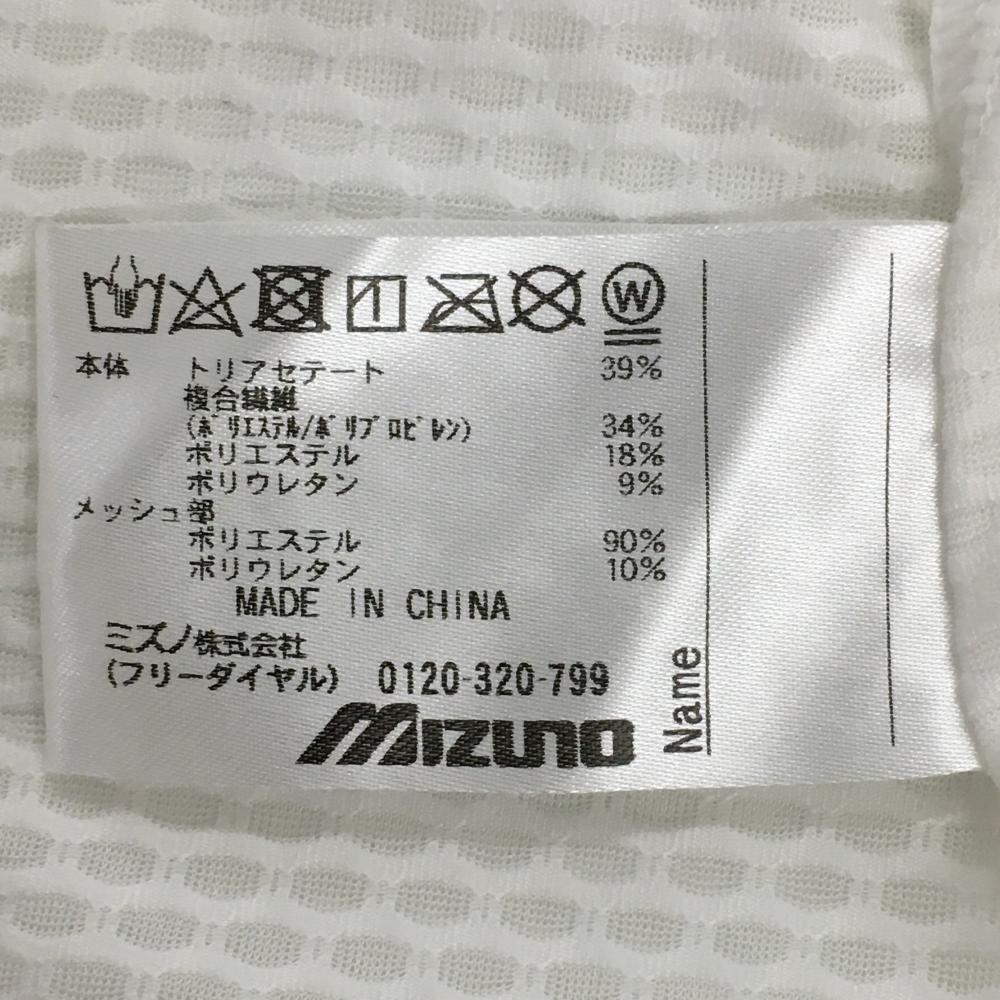 W
本体 トリアセテート 39%
複合繊維
(ポリエステル/ポリプロピレン) 34%
ポリエステル 18%
ポリウレタン 9%
メッシュ部
ポリエステル 90%
ポリウレタン 10%
MADE IN CHINA
ミズノ株式会社
(フリーダイヤル) 0120-320-799
MIZUNO
Name